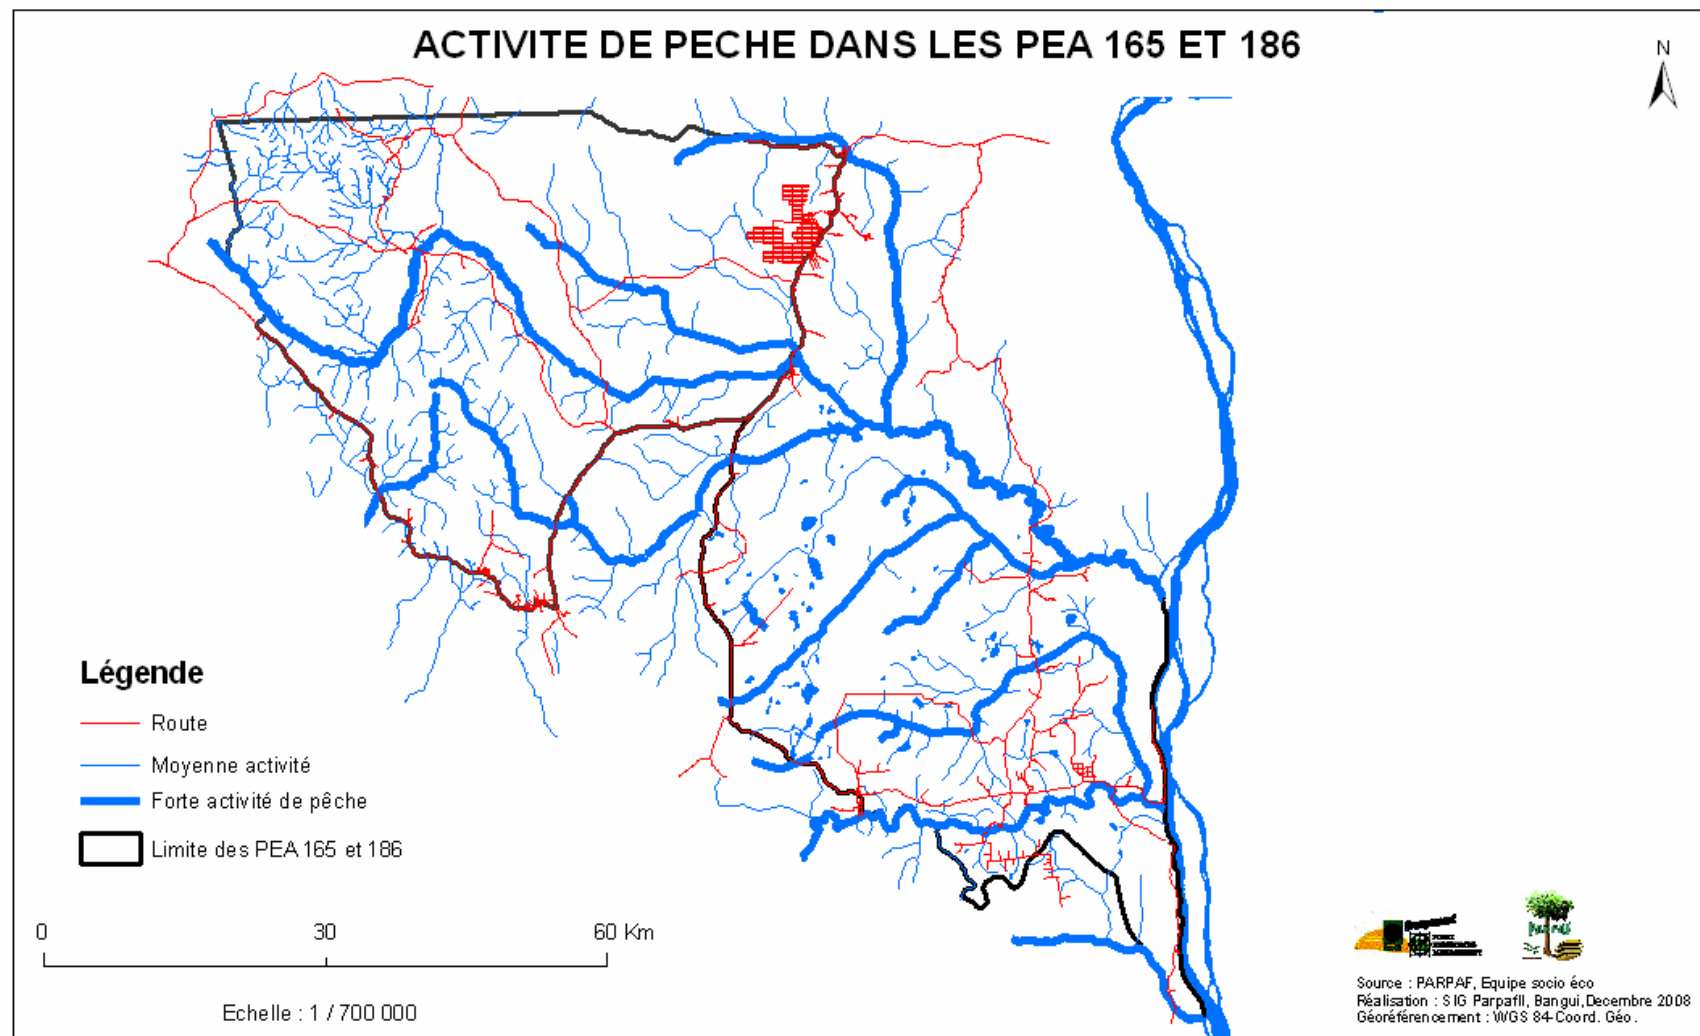 ACTIVITE DE PECHE DANS LES PEA 165 ET 186
N
Légende
Route
Moyenne activité
Forte activité de pêche
Limite des PEA 165 et 186
0 30 60 Km
Echelle : 1 / 700 000
Source : PARPAF, Equipe socio éco
Réalisation : SIG ParpafII, Bangui,Decembre 2008
Géoréférencement : WGS 84-Coord. Géo.